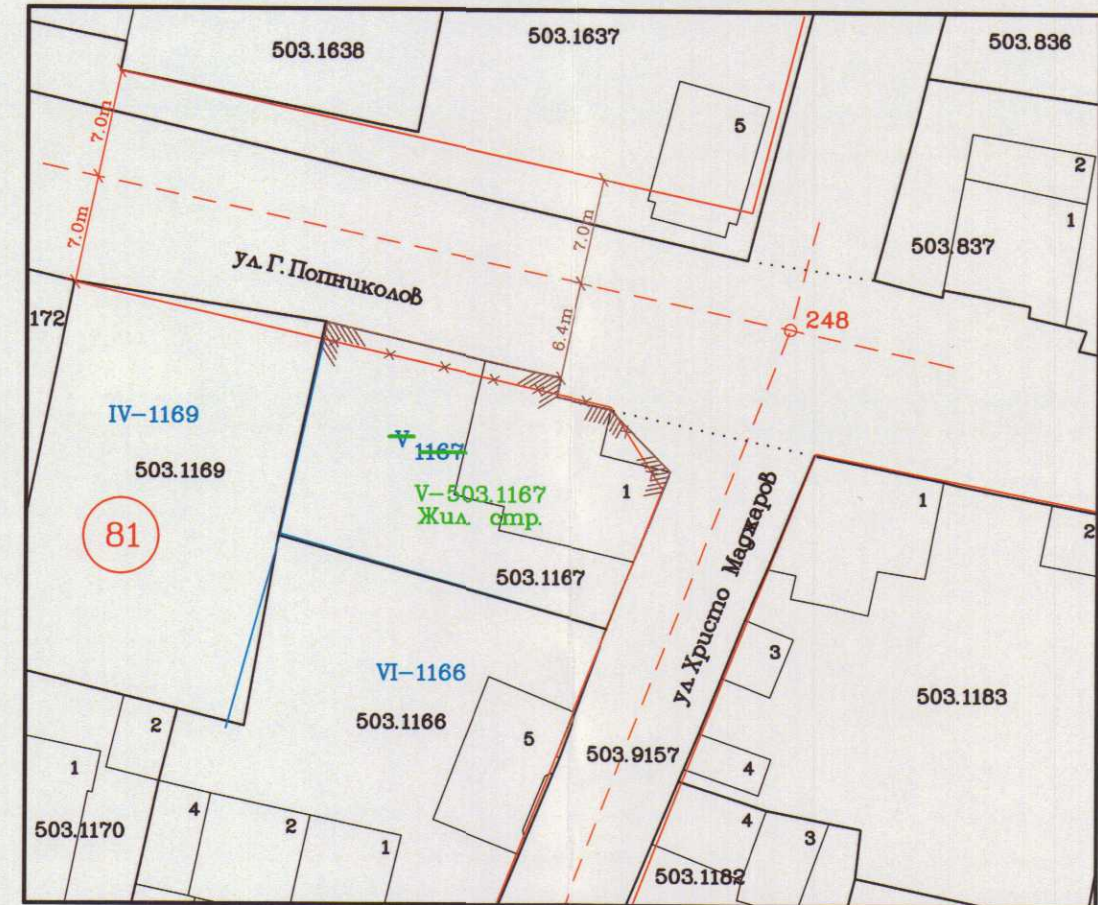 503.1638
503.1637
503.836
7.0m
5
2
1
7.0m
7.0m
503.837
ул. Г. Попниколов
172
6.4m
248
IV-1169
503.1169
V
1167
V-503.1167
Жил. стр.
1
81
503.1167
1
2
ул. Христо Маджаров
3
VI-1166
503.1166
503.1183
2
5
503.9157
1
4
4
2
1
503.1170
4
3
503.1182